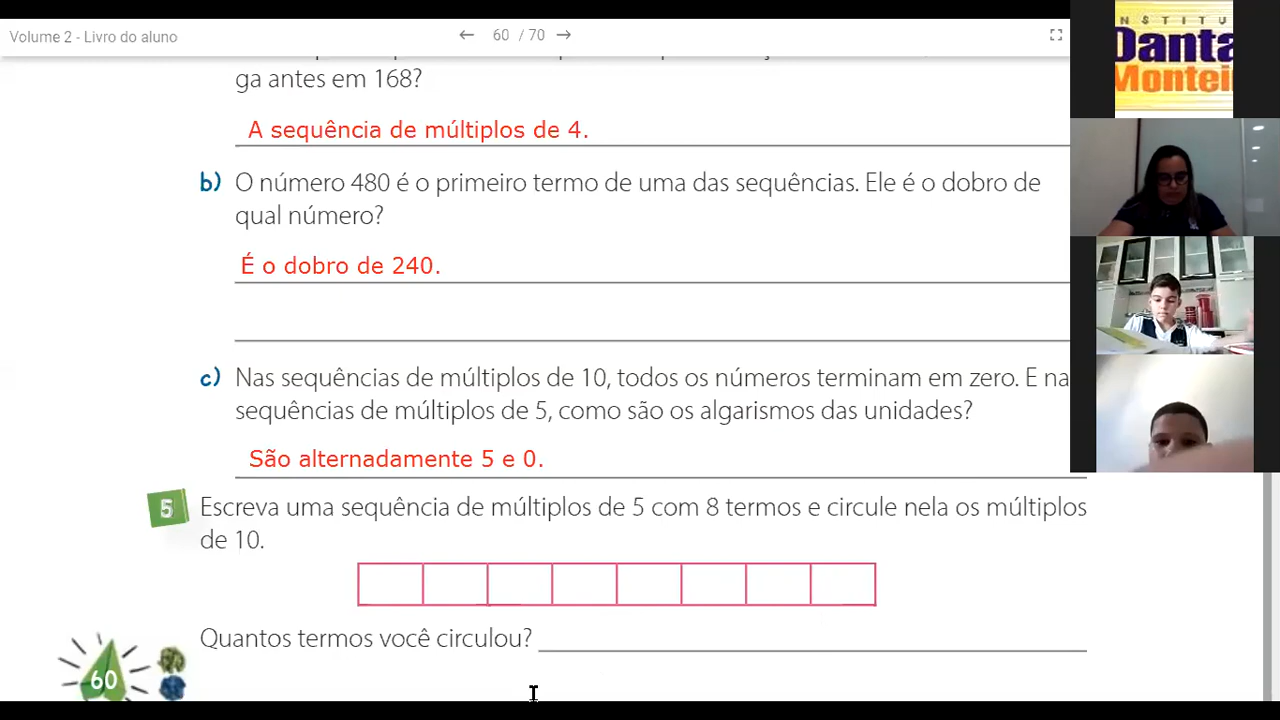 Volume 2 - Livro do aluno
60 / 70
ga antes em 168?
A sequência de múltiplos de 4.
b) O número 480 é o primeiro termo de uma das sequências. Ele é o dobro de
qual número?
É o dobro de 240.
c) Nas sequências de múltiplos de 10, todos os números terminam em zero. E na
sequências de múltiplos de 5, como são os algarismos das unidades?
São alternadamente 5 e 0.
5 Escreva uma sequência de múltiplos de 5 com 8 termos e circule nela os múltiplos
de 10.
Quantos termos você circulou?
60
NSTITU
Danta
Montei